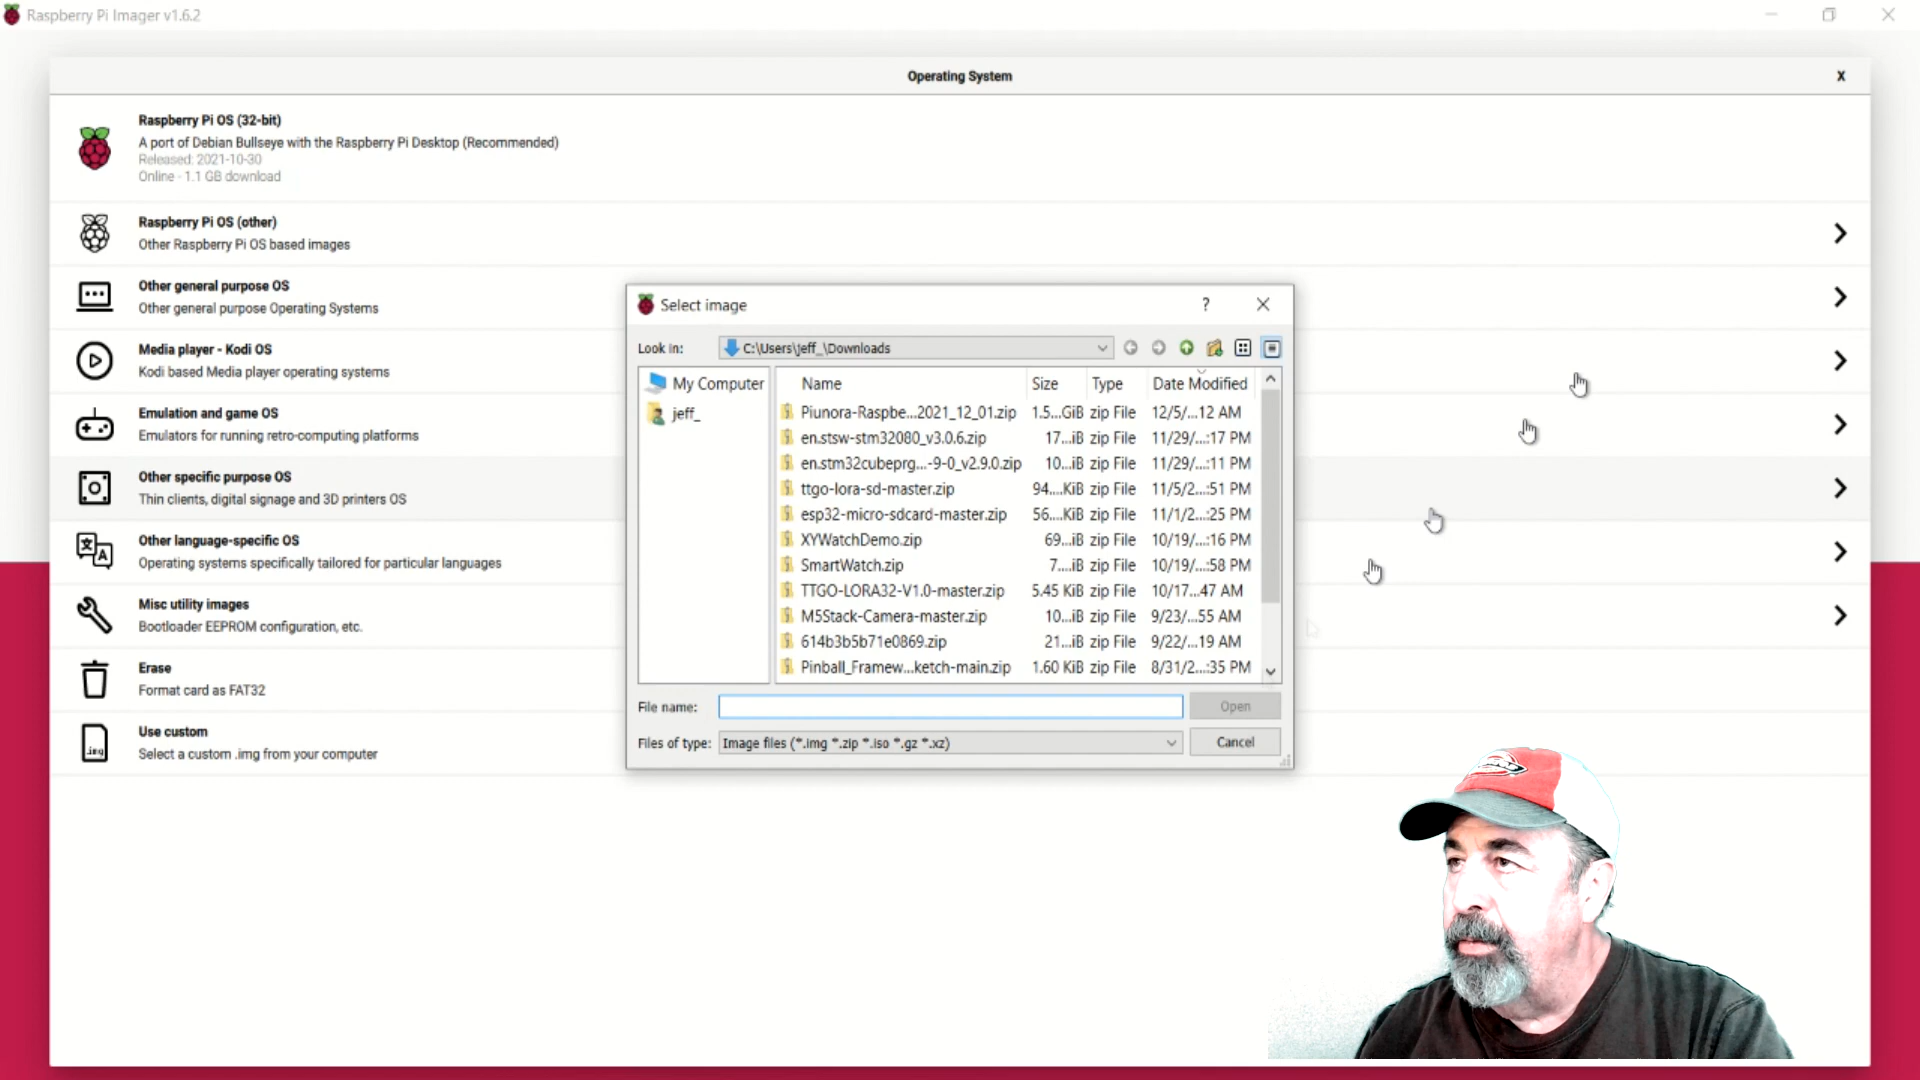 Raspberry Pi Imager v1.6.2
Operating System
X
Raspberry Pi OS (32-bit)
A port of Debian Bullseye with the Raspberry Pi Desktop (Recommended)
Released: 2021-10-30
Online - 1.1 GB download
Raspberry Pi OS (other)
Other Raspberry Pi OS based images
Other general purpose OS
Other general purpose Operating Systems
Media player - Kodi OS
Kodi based Media player operating systems
Emulation and game OS
Emulators for running retro-computing platforms
Other specific purpose OS
Thin clients, digital signage and 3D printers OS
Other language-specific OS
Operating systems specifically tailored for particular languages
Misc utility images
Bootloader EEPROM configuration, etc.
Erase
Format card as FAT32
.img
Use custom
Select a custom .img from your computer
Select image
?
Look in: C:\Users\jeff_\Downloads
My Computer
jeff_
Name Size Type Date Modified
Piunora-Raspbe...2021_12_01.zip 1.5...GiB zip File 12/5/...12 AM
en.stsw-stm32080_v3.0.6.zip 17...iB zip File 11/29/...:17 PM
en.stm32cubeprg...-9-0_v2.9.0.zip 10...iB zip File 11/29/...:11 PM
ttgo-lora-sd-master.zip 94....KiB zip File 11/5/2...:51 PM
esp32-micro-sdcard-master.zip 56....KiB zip File 11/1/2...:25 PM
XYWatchDemo.zip 69...iB zip File 10/19/...:16 PM
SmartWatch.zip 7....iB zip File 10/19/...:58 PM
TTGO-LORA32-V1.0-master.zip 5.45 KiB zip File 10/17...47 AM
M5Stack-Camera-master.zip 10...iB zip File 9/23/...55 AM
614b3b5b71e0869.zip 21...iB zip File 9/22/...19 AM
Pinball_Framew...ketch-main.zip 1.60 KiB zip File 8/31/2...:35 PM
File name: Open
Files of type: Image files (*.img *.zip *.iso *.gz *.xz) Cancel